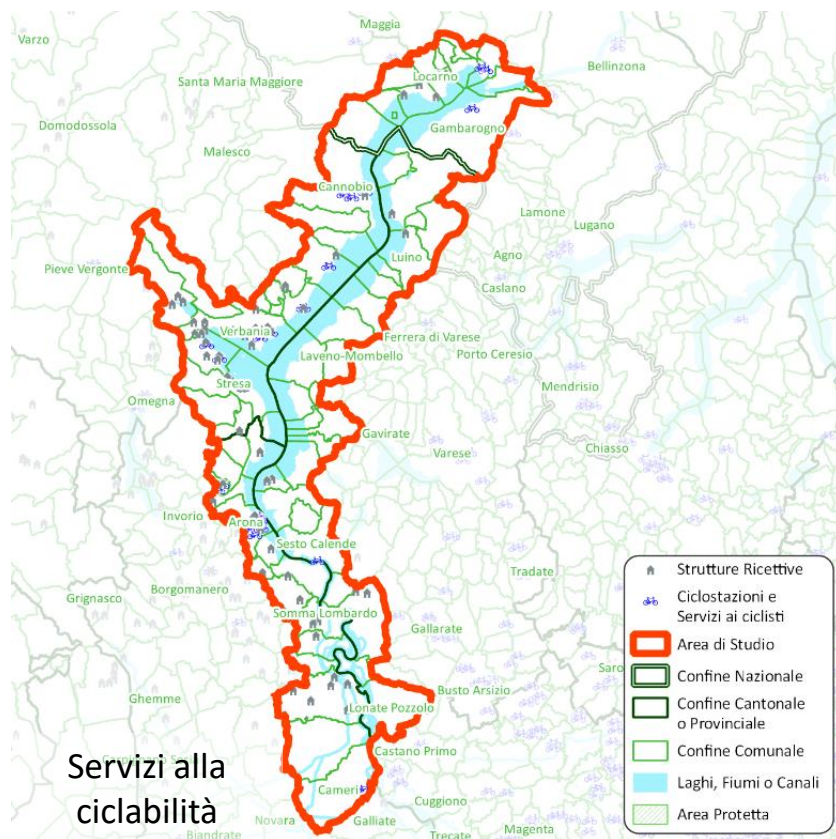 Maggia
Varzo
Locarno
Bellinzona
Santa Maria Maggiore
Domodossola
Gambarogno
Malesco
Cannobio
Lamone
Lugano
Luino
Agno
Pieve Vergonte
Caslano
Verbania
Ferrera di Varese
Laveno-Mombello
Porto Ceresio
Stresa
Mendrisio
Omegna
Gavirate
Chiasso
Varese
Invorio
Arona
Sesto Calende
Tradate
Borgomanero
Grignasco
Somma Lombardo
Gallarate
Busto Arsizio
Ghemme
Lonate Pozzolo
Castano Primo
Cameri
Cuggiono
Novara
Galliate
Biandrate
Trecate
Magenta
Servizi alla
ciclabilità
Strutture Ricettive
Ciclostazioni e
Servizi ai ciclisti
Area di Studio
Confine Nazionale
Confine Cantonale
o Provinciale
Confine Comunale
Laghi, Fiumi o Canali
Area Protetta